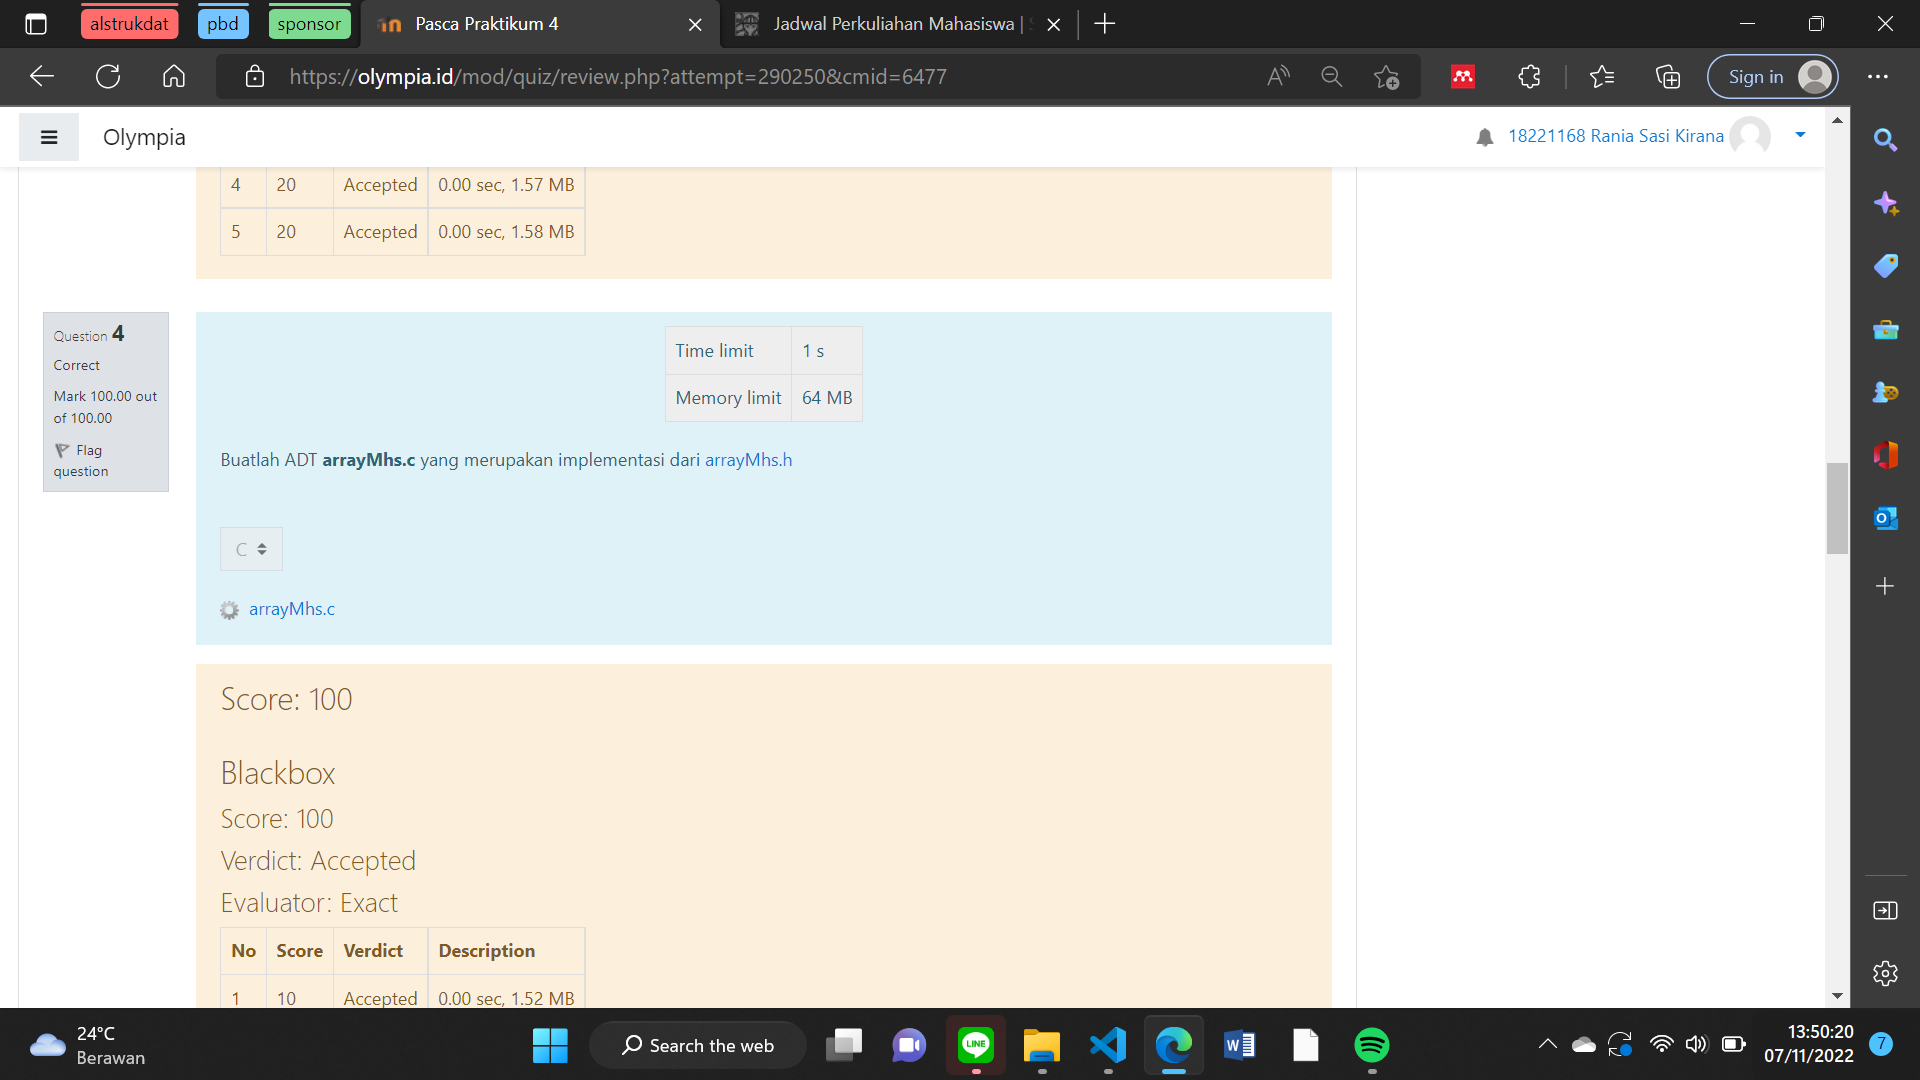 alstrukdat pbd sponsor Pasca Praktikum 4 Jadwal Perkuliahan Mahasiswa |
https://olympia.id/mod/quiz/review.php?attempt=290250&cmid=6477 Sign in
Olympia 18221168 Rania Sasi Kirana
4 20 Accepted 0.00 sec, 1.57 MB
5 20 Accepted 0.00 sec, 1.58 MB
Question 4
Correct
Mark 100.00 out
of 100.00
Flag
question
Time limit 1 s
Memory limit 64 MB
Buatlah ADT arrayMhs.c yang merupakan implementasi dari arrayMhs.h
C
arrayMhs.c
Score: 100
Blackbox
Score: 100
Verdict: Accepted
Evaluator: Exact
No Score Verdict Description
1 10 Accepted 0.00 sec, 1.52 MB
24°C
Berawan
Search the web
LINE
13:50:20
07/11/2022
7